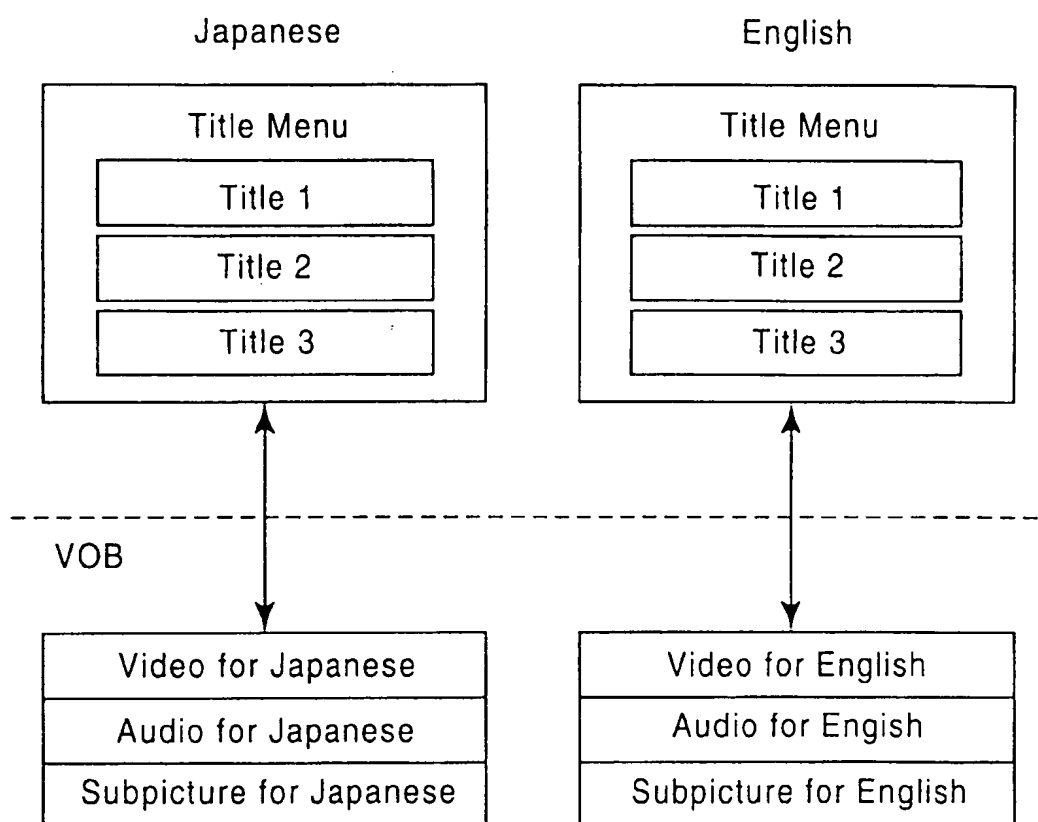 Japanese
English
Title Menu
Title 1
Title 2
Title 3
Title Menu
Title 1
Title 2
Title 3
VOB
Video for Japanese
Audio for Japanese
Subpicture for Japanese
Video for English
Audio for Engish
Subpicture for English